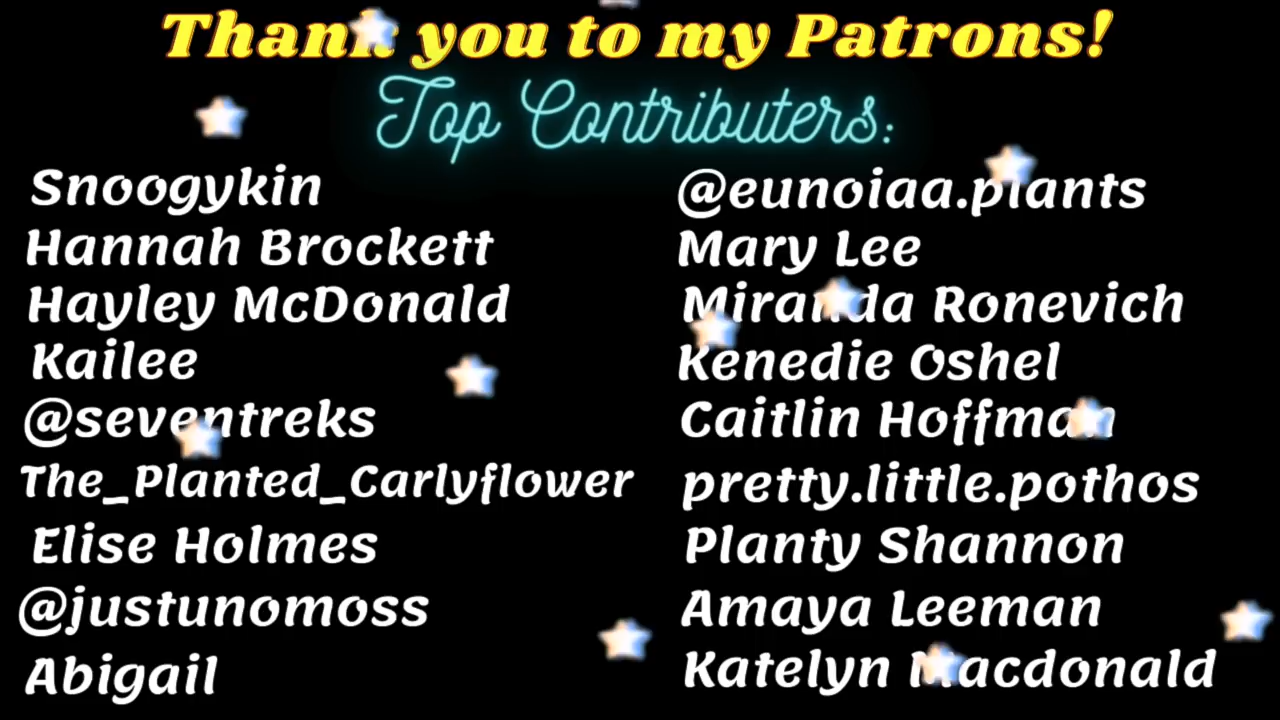 Thank you to my Patrons!
Top Contributers:
Snoogykin
Hannah Brockett
Hayley McDonald
Kailee
@seventreks
The_Planted_Carlyflower
Elise Holmes
@justunomoss
Abigail
@eunoiaa.plants
Mary Lee
Miranda Ronevich
Kenedie Oshel
Caitlin Hoffman
pretty.little.pothos
Planty Shannon
Amaya Leeman
Katelyn Macdonald